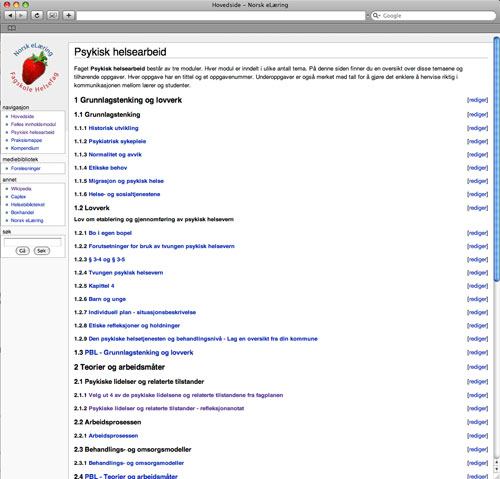 Hovedside – Norsk eLæring
Google
Norsk eLæring
Fagskole Helsefag
navigasjon
Hovedside
Felles innholdsmodul
Psykisk helsearbeid
Praksismappe
Kompendium
mediebibliotek
Forelesninger
annet
Wikipedia
Caplex
Helsebiblioteket
Bokhandel
Norsk eLæring
søk
Gå
Søk
Psykisk helsearbeid
Faget Psykisk helsearbeid består av tre moduler. Hver modul er inndelt i ulike antall tema. På denne siden finner du en oversikt over disse temaene og
tilhørende oppgaver. Hver oppgave har en tittel og et oppgavenummer. Underoppgaver er også merket med tall for å gjøre det enklere å henvise riktig i
kommunikasjonen mellom lærer og studenter.
1 Grunnlagstenking og lovverk [rediger]
1.1 Grunnlagstenking [rediger]
1.1.1 Historisk utvikling [rediger]
1.1.2 Psykiatrisk sykepleie [rediger]
1.1.3 Normalitet og avvik [rediger]
1.1.4 Etikske behov [rediger]
1.1.5 Migrasjon og psykisk helse [rediger]
1.1.6 Helse- og sosialtjenestene [rediger]
1.2 Lovverk [rediger]
Lov om etablering og gjennomføring av psykisk helsevern
1.2.1 Bo i egen bopel [rediger]
1.2.2 Forutsetninger for bruk av tvungen psykisk helsevern [rediger]
1.2.3 § 3-4 og § 3-5 [rediger]
1.2.4 Tvungen psykisk helsevern [rediger]
1.2.5 Kapittel 4 [rediger]
1.2.6 Barn og unge [rediger]
1.2.7 Individuell plan - situasjonsbeskrivelse [rediger]
1.2.8 Etiske refleksjoner og holdninger [rediger]
1.2.9 Den psykiske helsetjenesten og behandlingsnivå - Lag en oversikt fra din kommune [rediger]
1.3 PBL - Grunnlagstenking og lovverk [rediger]
2 Teorier og arbeidsmåter [rediger]
2.1 Psykiske lidelser og relaterte tilstander [rediger]
2.1.1 Velg ut 4 av de psykiske lidelsene og relaterte tilstandene fra fagplanen [rediger]
2.1.2 Psykiske lidelser og relaterte tilstander - refleksjonsnotat [rediger]
2.2 Arbeidsprosessen [rediger]
2.2.1 Arbeidsprosessen [rediger]
2.3 Behandlings- og omsorgsmodeller [rediger]
2.3.1 Behandlings- og omsorgsmodeller [rediger]
2.4 PBL - Teorier og arbeidsmåter [rediger]